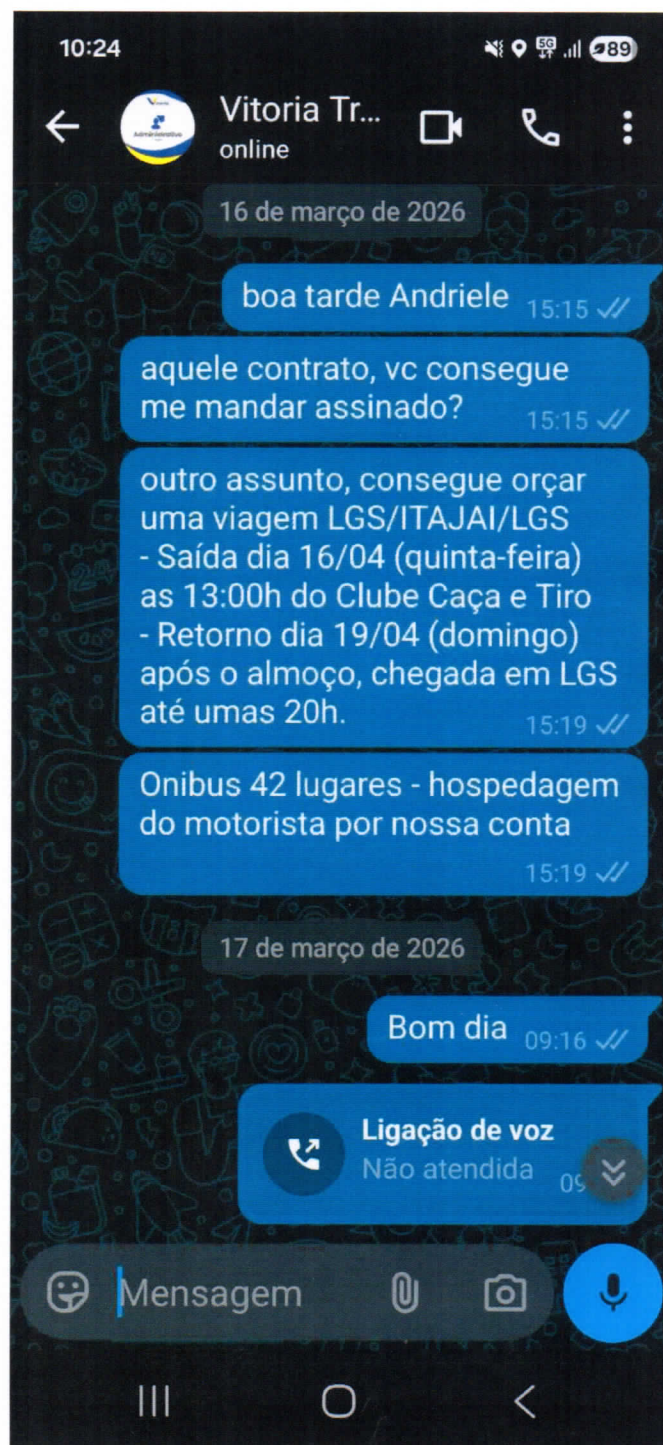 10:24
5G
89
Vitoria Tr...
Administrativo
online
16 de março de 2026
boa tarde Andriele 15:15
aquele contrato, vc consegue
me mandar assinado?
15:15
outro assunto, consegue orçar
uma viagem LGS/ITAJAI/LGS
- Saída dia 16/04 (quinta-feira)
as 13:00h do Clube Caça e Tiro
- Retorno dia 19/04 (domingo)
após o almoço, chegada em LGS
até umas 20h.
15:19
Onibus 42 lugares - hospedagem
do motorista por nossa conta
15:19
17 de março de 2026
Bom dia 09:16
Ligação de voz
Não atendida
Mensagem